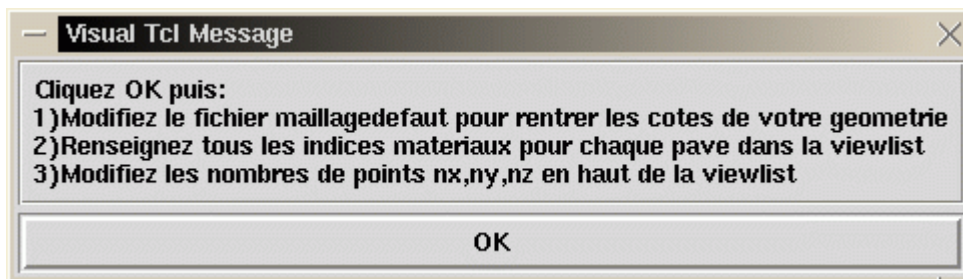 Visual Tcl Message
Cliquez OK puis:
1)Modifiez le fichier maillagedefaut pour rentrer les cotes de votre geometrie
2)Renseignez tous les indices materiaux pour chaque pave dans la viewlist
3)Modifiez les nombres de points nx,ny,nz en haut de la viewlist
OK